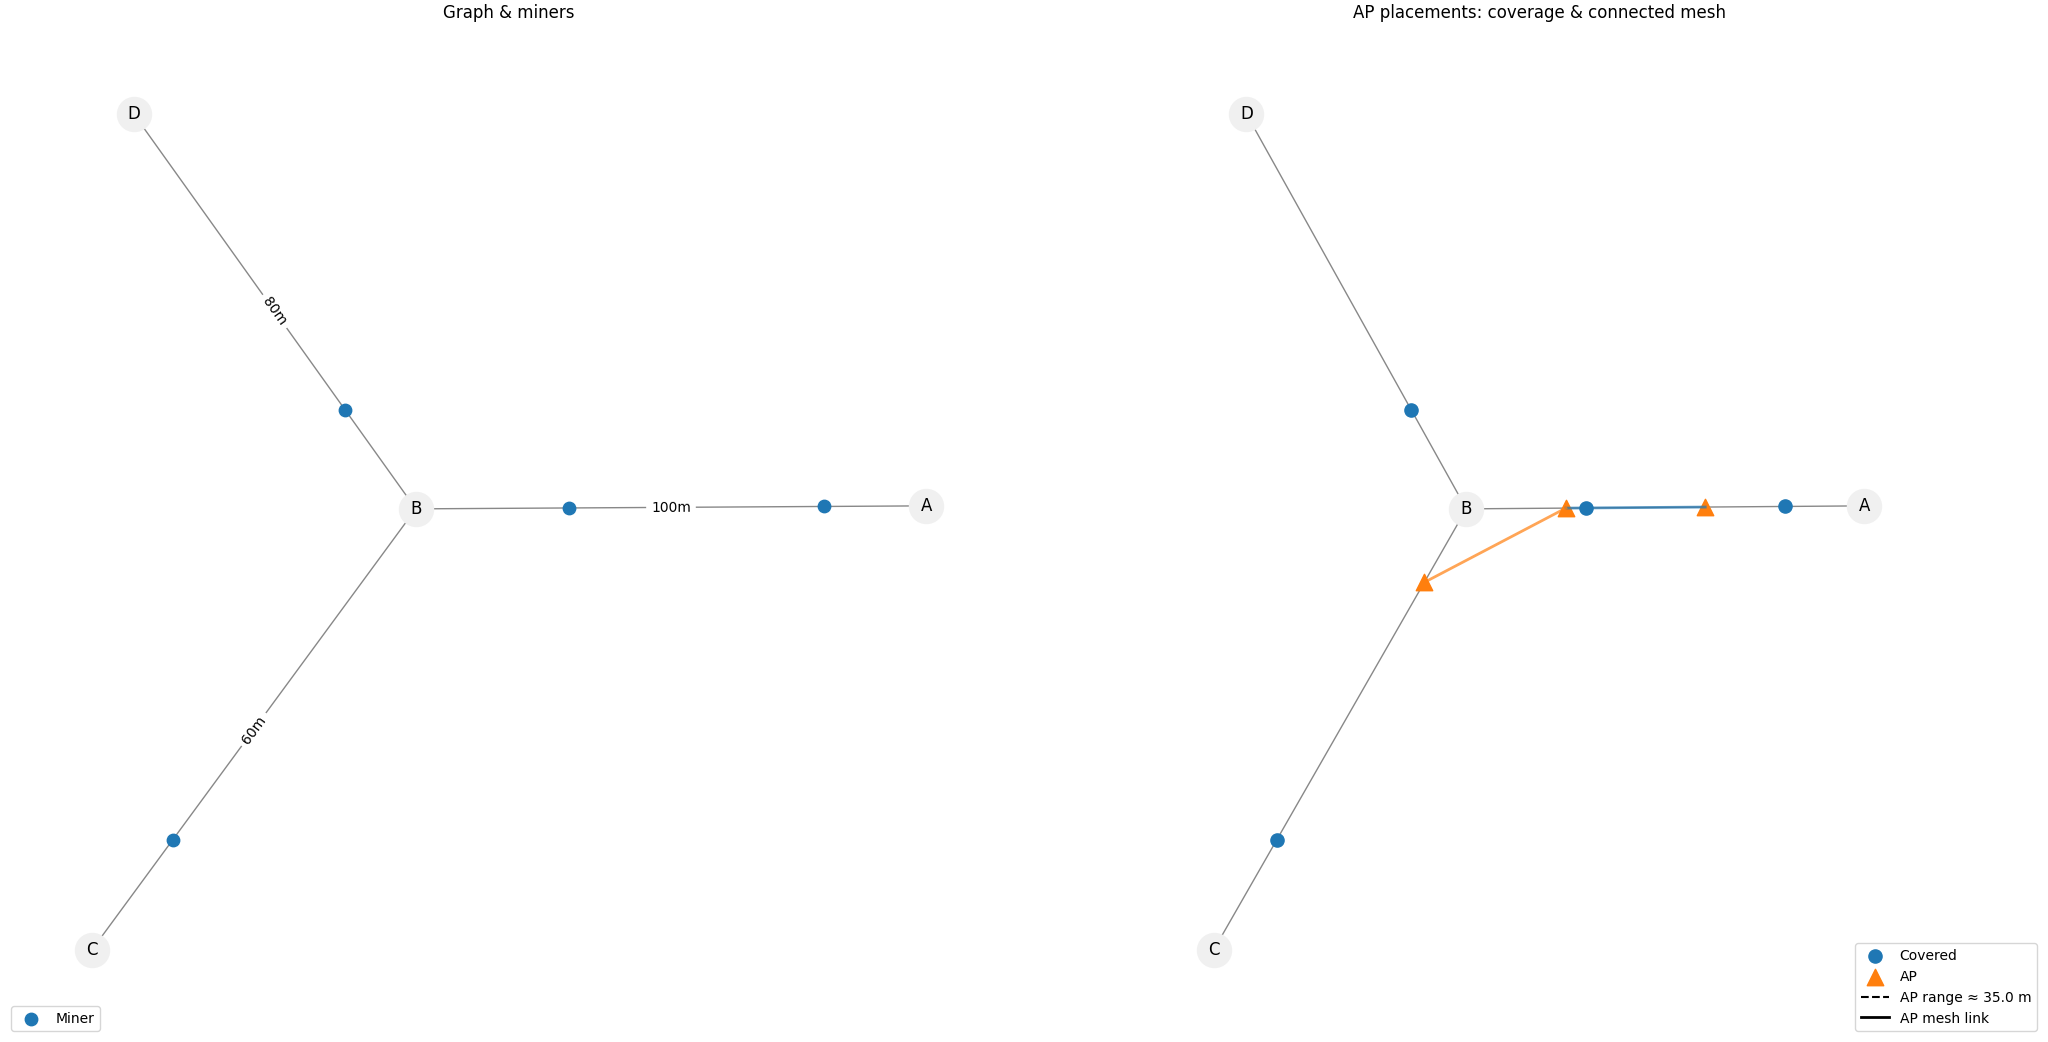 Graph & miners
D
80m
B
100m
A
60m
C
Miner
AP placements: coverage & connected mesh
D
B
A
C
Covered
AP
AP range ≈ 35.0 m
AP mesh link